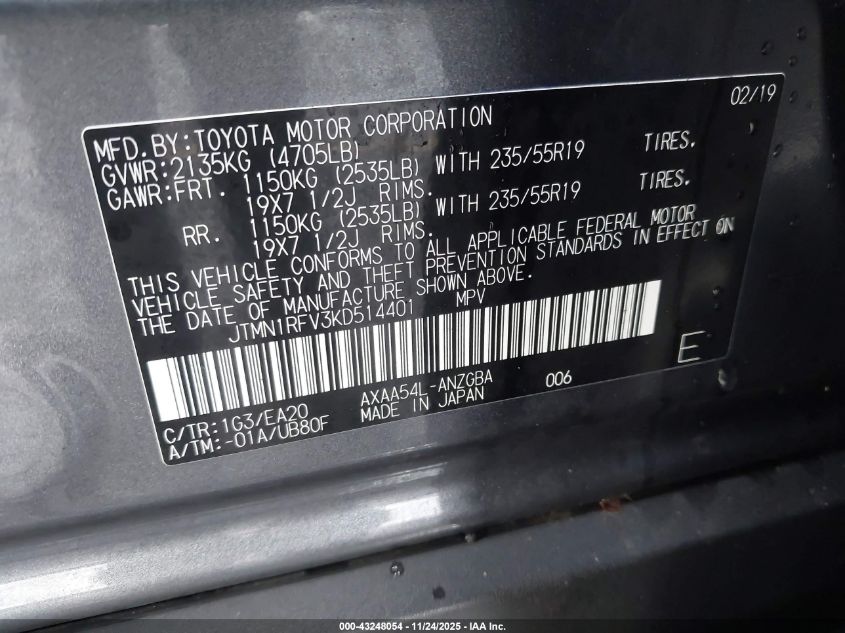 02/19
MFD.BY:TOYOTA MOTOR CORPORATION
GVWR:2135KG (4705LB)
GAWR:FRT. 1150KG (2535LB) WITH 235/55R19 TIRES.
19X7 1/2J RIMS.
RR. 1150KG (2535LB) WITH 235/55R19 TIRES.
19X7 1/2J RIMS.
THIS VEHICLE CONFORMS TO ALL APPLICABLE FEDERAL MOTOR
VEHICLE SAFETY AND THEFT PREVENTION STANDARDS IN EFFECT ON
THE DATE OF MANUFACTURE SHOWN ABOVE.
JTMN1RFV3KD514401 MPV
E
AXAA54L-ANZGBA 006
MADE IN JAPAN
C/TR:1G3/EA20
A/TM:-01A/UB80F
000-43248054 - 11/24/2025 - IAA Inc.